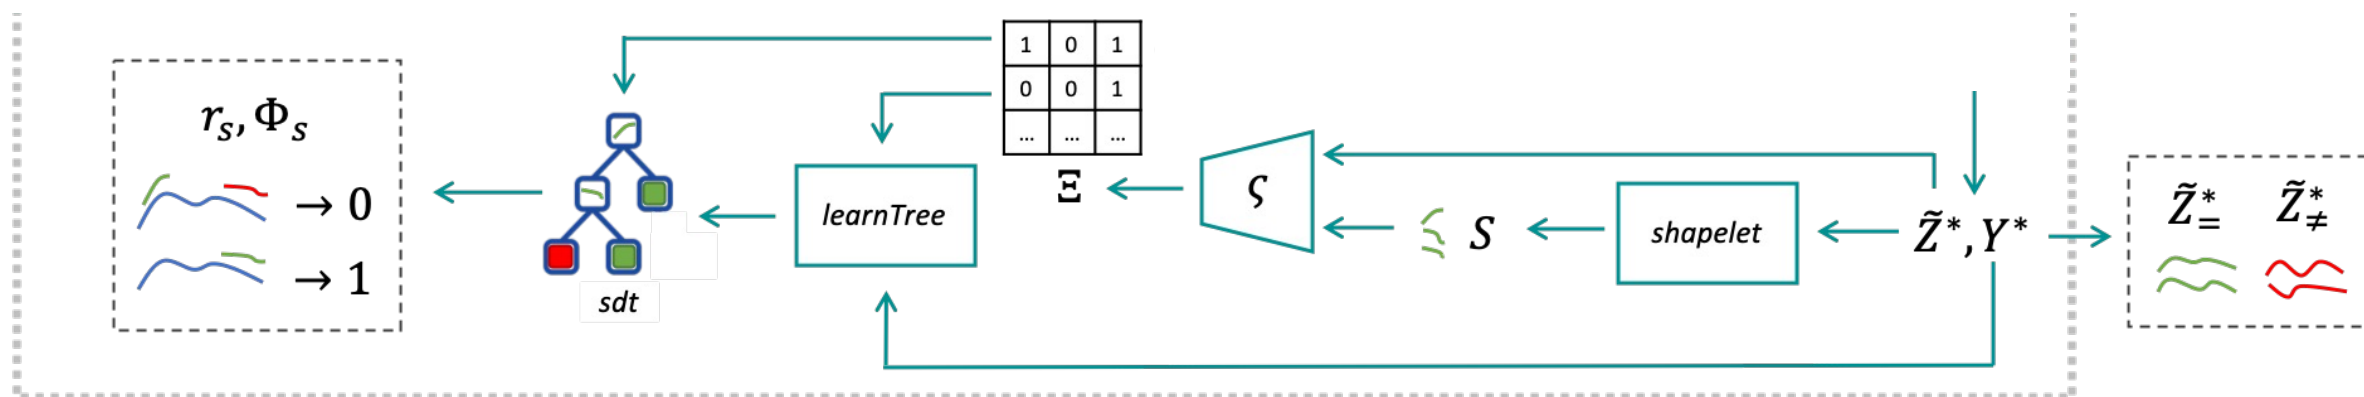 1 0 1
0 0 1
... ... ...
Ξ
r_s, Φ_s
→ 0
→ 1
sdt
learnTree
ς
S
shapelet
Z̃*, Y*
Z̃*₌ Z̃*≠